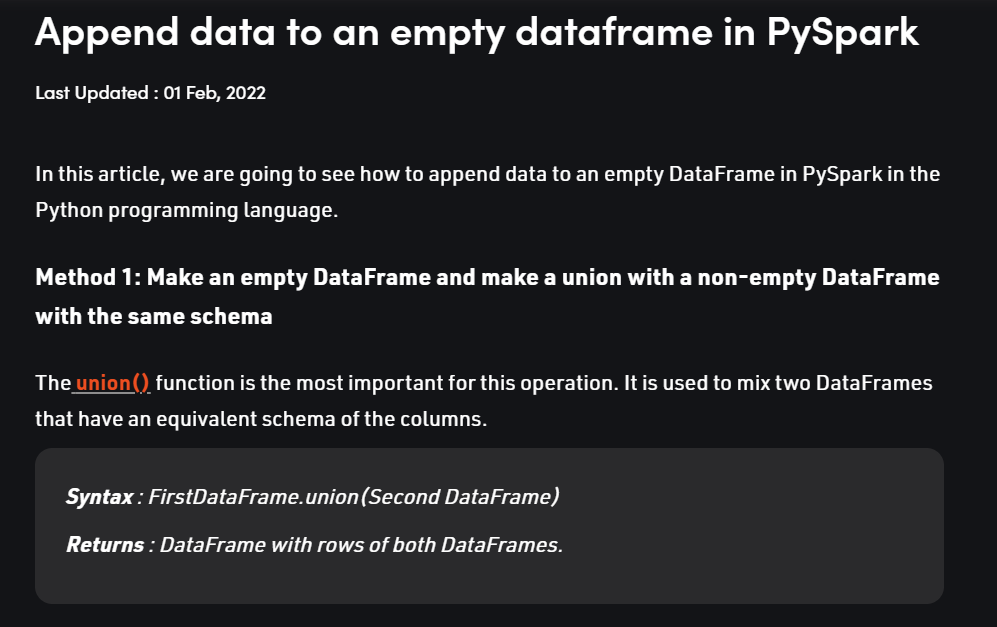 Append data to an empty dataframe in PySpark
Last Updated : 01 Feb, 2022
In this article, we are going to see how to append data to an empty DataFrame in PySpark in the
Python programming language.
Method 1: Make an empty DataFrame and make a union with a non-empty DataFrame
with the same schema
The union() function is the most important for this operation. It is used to mix two DataFrames
that have an equivalent schema of the columns.
Syntax : FirstDataFrame.union(Second DataFrame)
Returns : DataFrame with rows of both DataFrames.